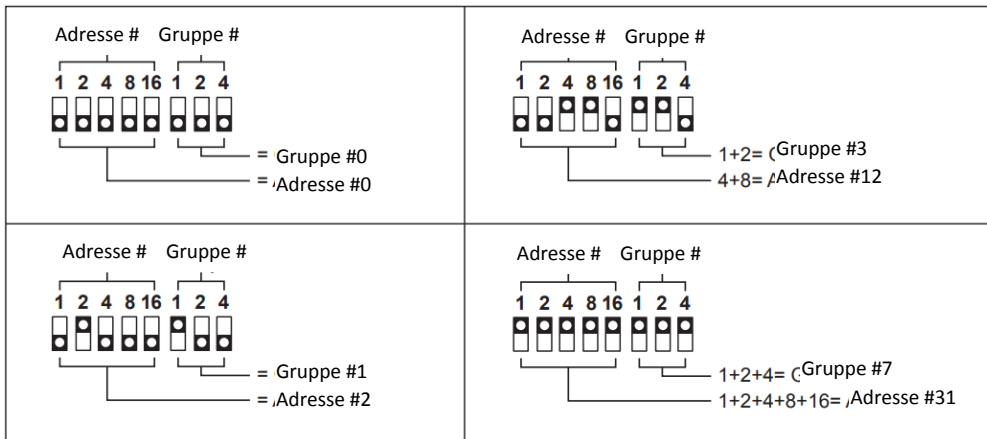 Adresse # Gruppe #
1 2 4 8 16 1 2 4
= Gruppe #0
= Adresse #0
Adresse # Gruppe #
1 2 4 8 16 1 2 4
1+2= Gruppe #3
4+8= Adresse #12
Adresse # Gruppe #
1 2 4 8 16 1 2 4
= Gruppe #1
= Adresse #2
Adresse # Gruppe #
1 2 4 8 16 1 2 4
1+2+4= Gruppe #7
1+2+4+8+16= Adresse #31